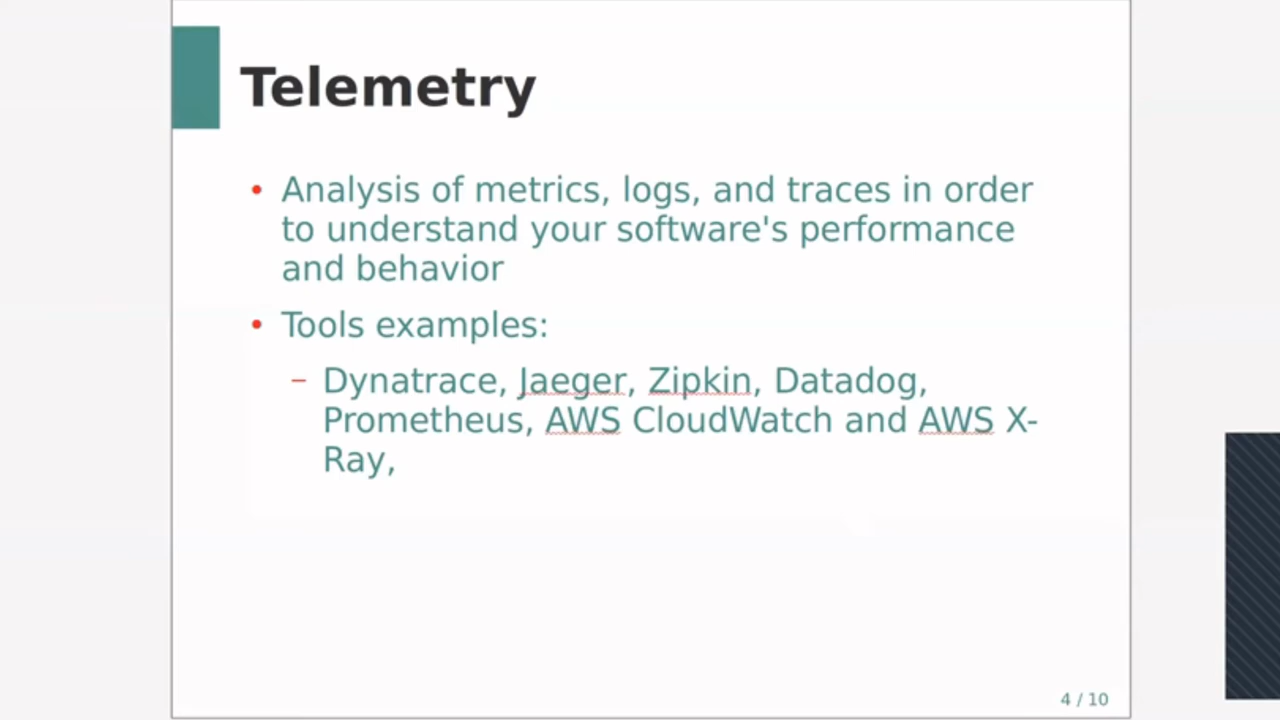 Telemetry
• Analysis of metrics, logs, and traces in order
to understand your software's performance
and behavior
• Tools examples:
– Dynatrace, Jaeger, Zipkin, Datadog,
Prometheus, AWS CloudWatch and AWS X-
Ray,
4 / 10